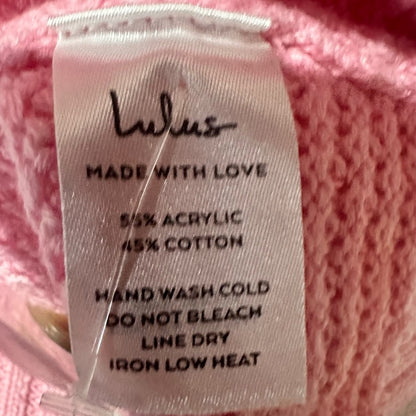 Lulus
MADE WITH LOVE
55% ACRYLIC
45% COTTON
HAND WASH COLD
DO NOT BLEACH
LINE DRY
IRON LOW HEAT